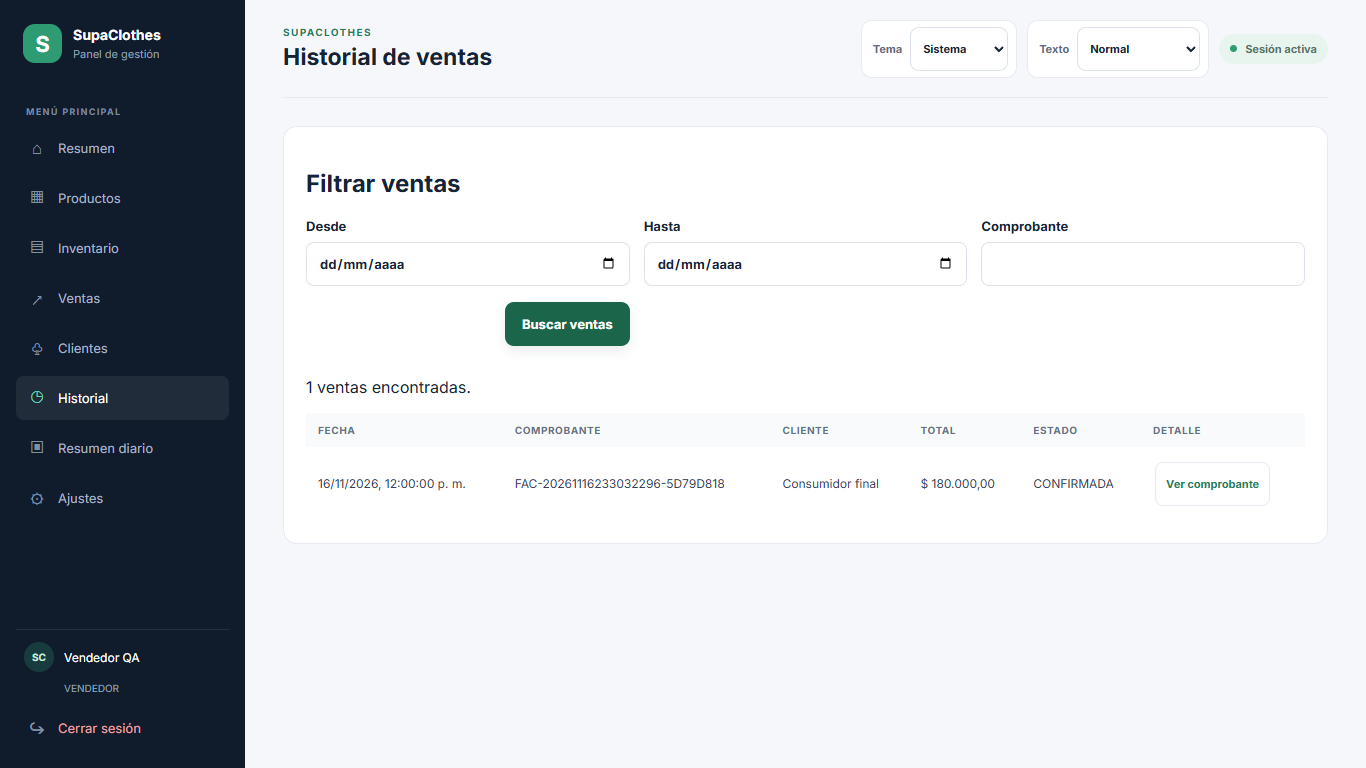 S
SupaClothes
Panel de gestión
MENÚ PRINCIPAL
Resumen
Productos
Inventario
Ventas
Clientes
Historial
Resumen diario
Ajustes
SC
Vendedor QA
VENDEDOR
Cerrar sesión
SUPACLOTHES
Historial de ventas
Tema Sistema Texto Normal Sesión activa
Filtrar ventas
Desde Hasta Comprobante
dd/mm/aaaa dd/mm/aaaa
Buscar ventas
1 ventas encontradas.
FECHA COMPROBANTE CLIENTE TOTAL ESTADO DETALLE
16/11/2026, 12:00:00 p. m. FAC-20261116233032296-5D79D818 Consumidor final $ 180.000,00 CONFIRMADA Ver comprobante